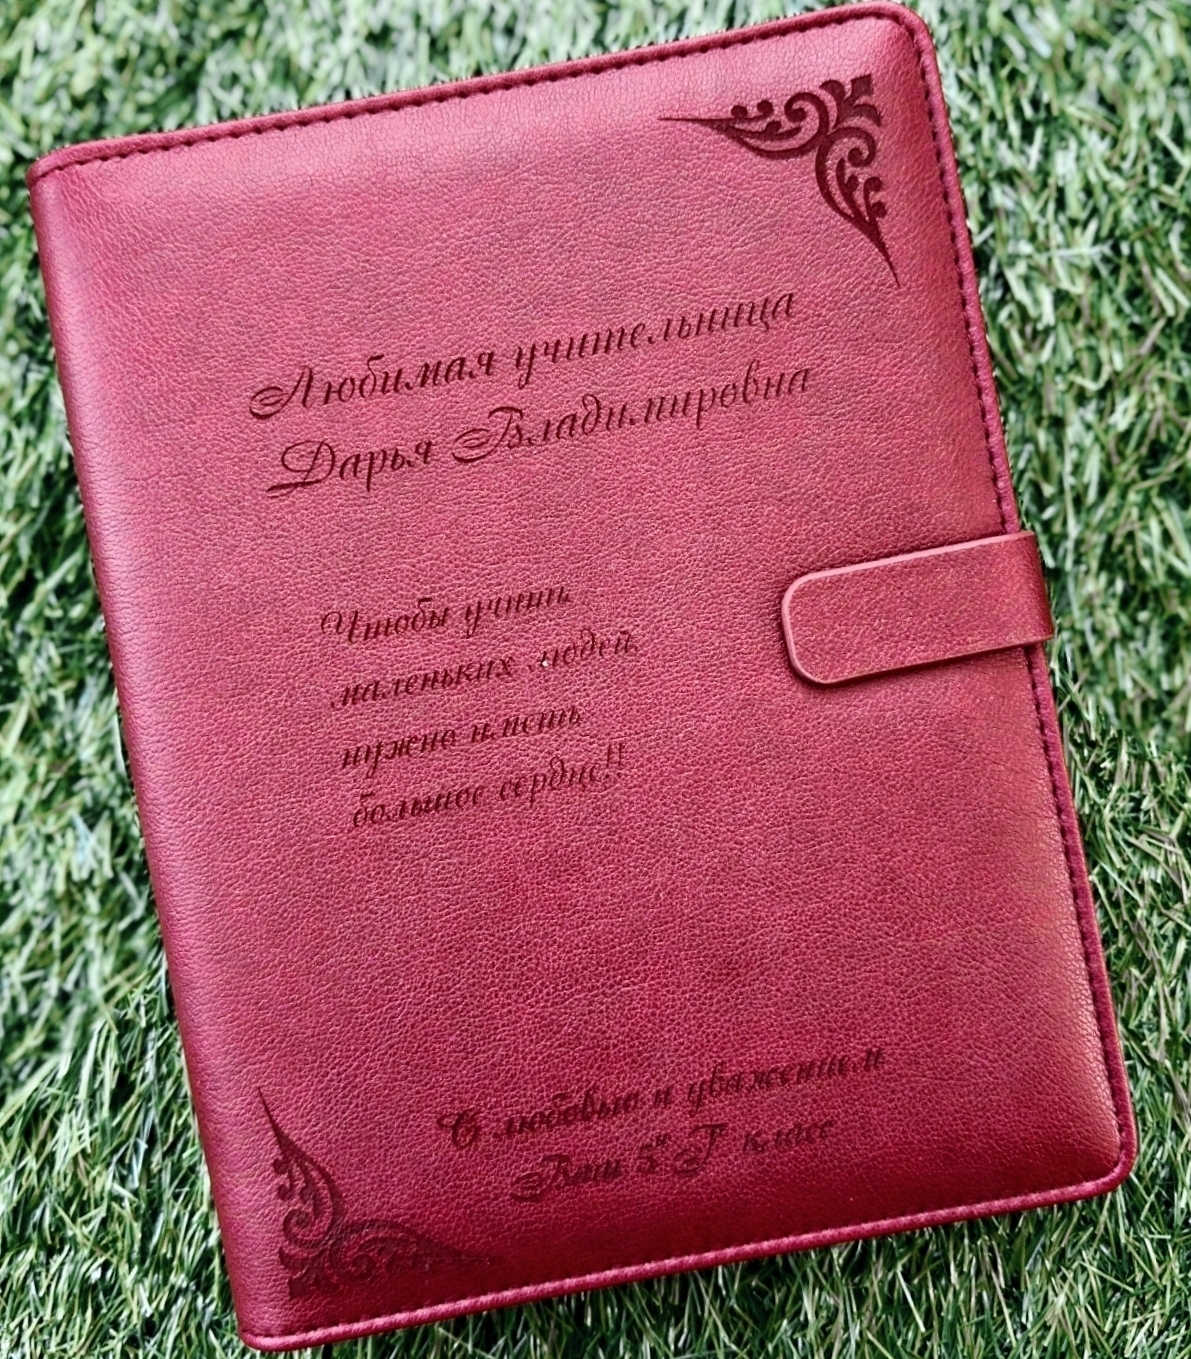 Любимая учительница
Дарья Владимировна
Чтобы учить
маленьких людей,
нужно иметь
большое сердце!!
С любовью и уважением
Ваш 5"Г" класс